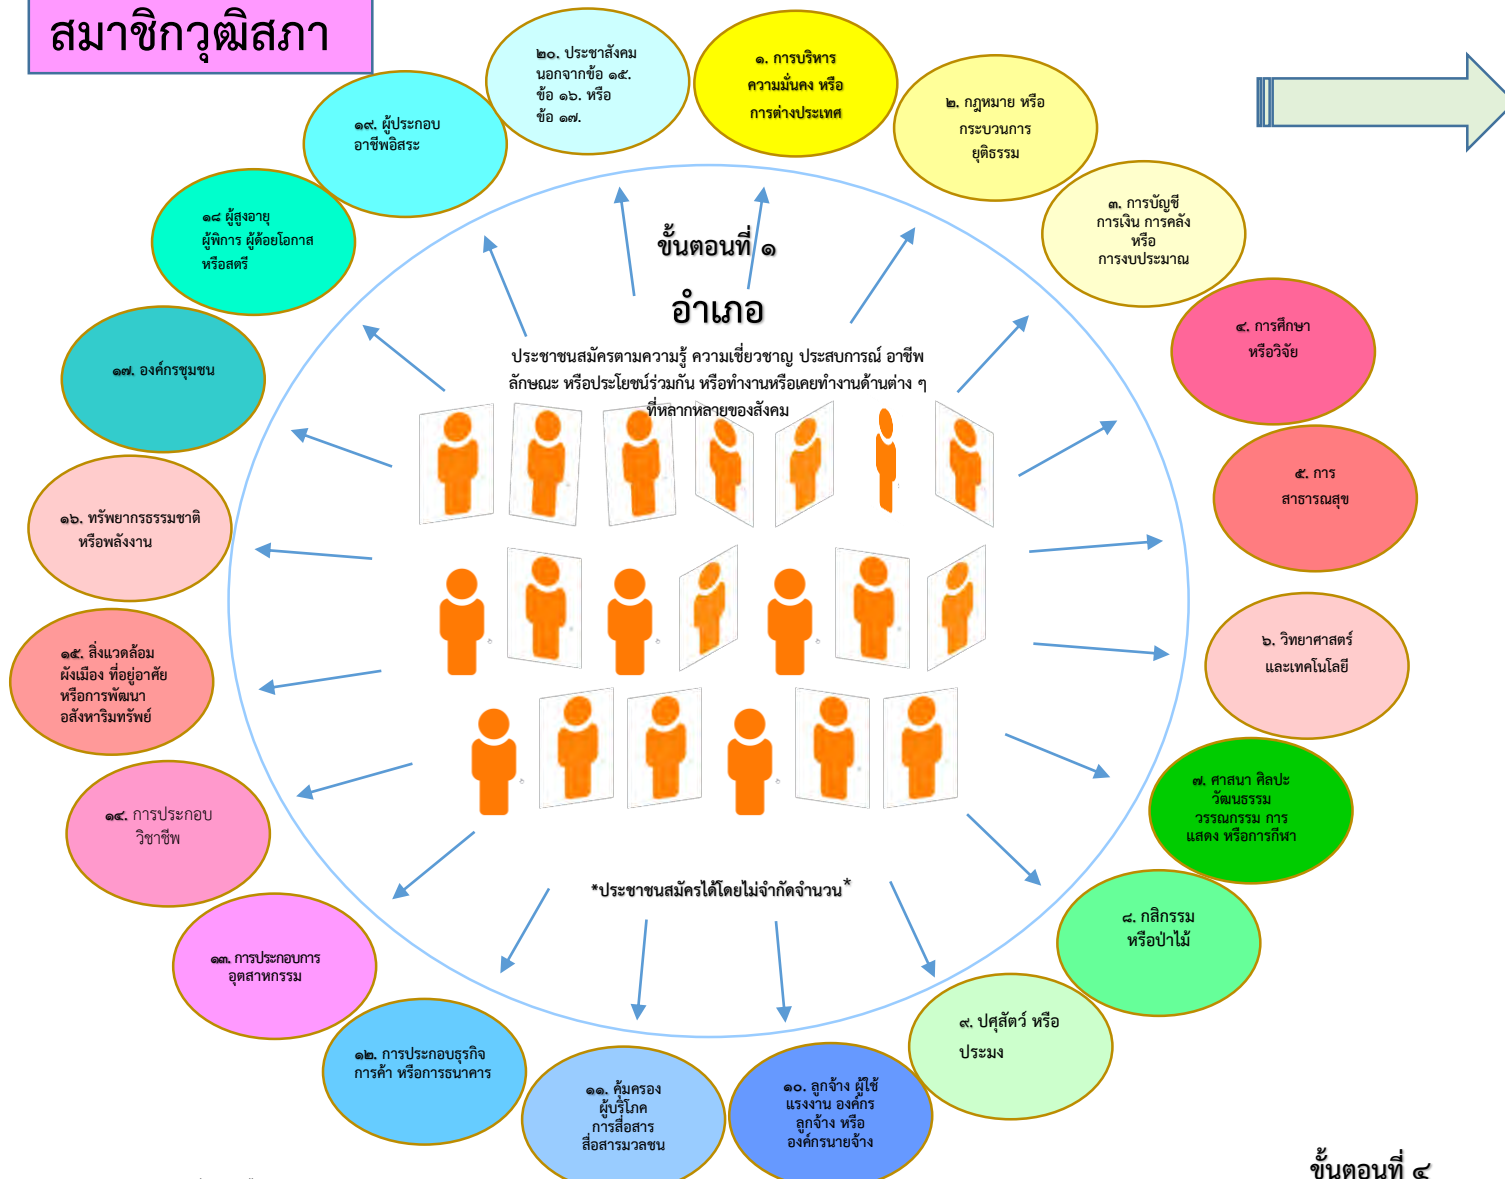 สมาชิกวุฒิสภา
๒๐. ประชาสังคม
นอกจากข้อ ๑๕.
ข้อ ๑๖. หรือ
ข้อ ๑๗.
๑. การบริหาร
ความมั่นคง หรือ
การต่างประเทศ
๒. กฎหมาย หรือ
กระบวนการ
ยุติธรรม
๓. การบัญชี
การเงิน การคลัง
หรือ
การงบประมาณ
๔. การศึกษา
หรือวิจัย
๕. การ
สาธารณสุข
๖. วิทยาศาสตร์
และเทคโนโลยี
๗. ศาสนา ศิลปะ
วัฒนธรรม
วรรณกรรม การ
แสดง หรือการกีฬา
๘. กสิกรรม
หรือป่าไม้
๙. ปศุสัตว์ หรือ
ประมง
๑๐. ลูกจ้าง ผู้ใช้
แรงงาน องค์กร
ลูกจ้าง หรือ
องค์กรนายจ้าง
๑๑. คุ้มครอง
ผู้บริโภค
การสื่อสาร
สื่อสารมวลชน
๑๒. การประกอบธุรกิจ
การค้า หรือการธนาคาร
๑๓. การประกอบการ
อุตสาหกรรม
๑๔. การประกอบ
วิชาชีพ
๑๕. สิ่งแวดล้อม
ผังเมือง ที่อยู่อาศัย
หรือการพัฒนา
อสังหาริมทรัพย์
๑๖. ทรัพยากรธรรมชาติ
หรือพลังงาน
๑๗. องค์กรชุมชน
๑๘ ผู้สูงอายุ
ผู้พิการ ผู้ด้อยโอกาส
หรือสตรี
๑๙. ผู้ประกอบ
อาชีพอิสระ
ขั้นตอนที่ ๑
อำเภอ
ประชาชนสมัครตามความรู้ ความเชี่ยวชาญ ประสบการณ์ อาชีพ
ลักษณะ หรือประโยชน์ร่วมกัน หรือทำงานหรือเคยทำงานด้านต่าง ๆ
ที่หลากหลายของสังคม
*ประชาชนสมัครได้โดยไม่จำกัดจำนวน*
ขั้นตอนที่ ๔